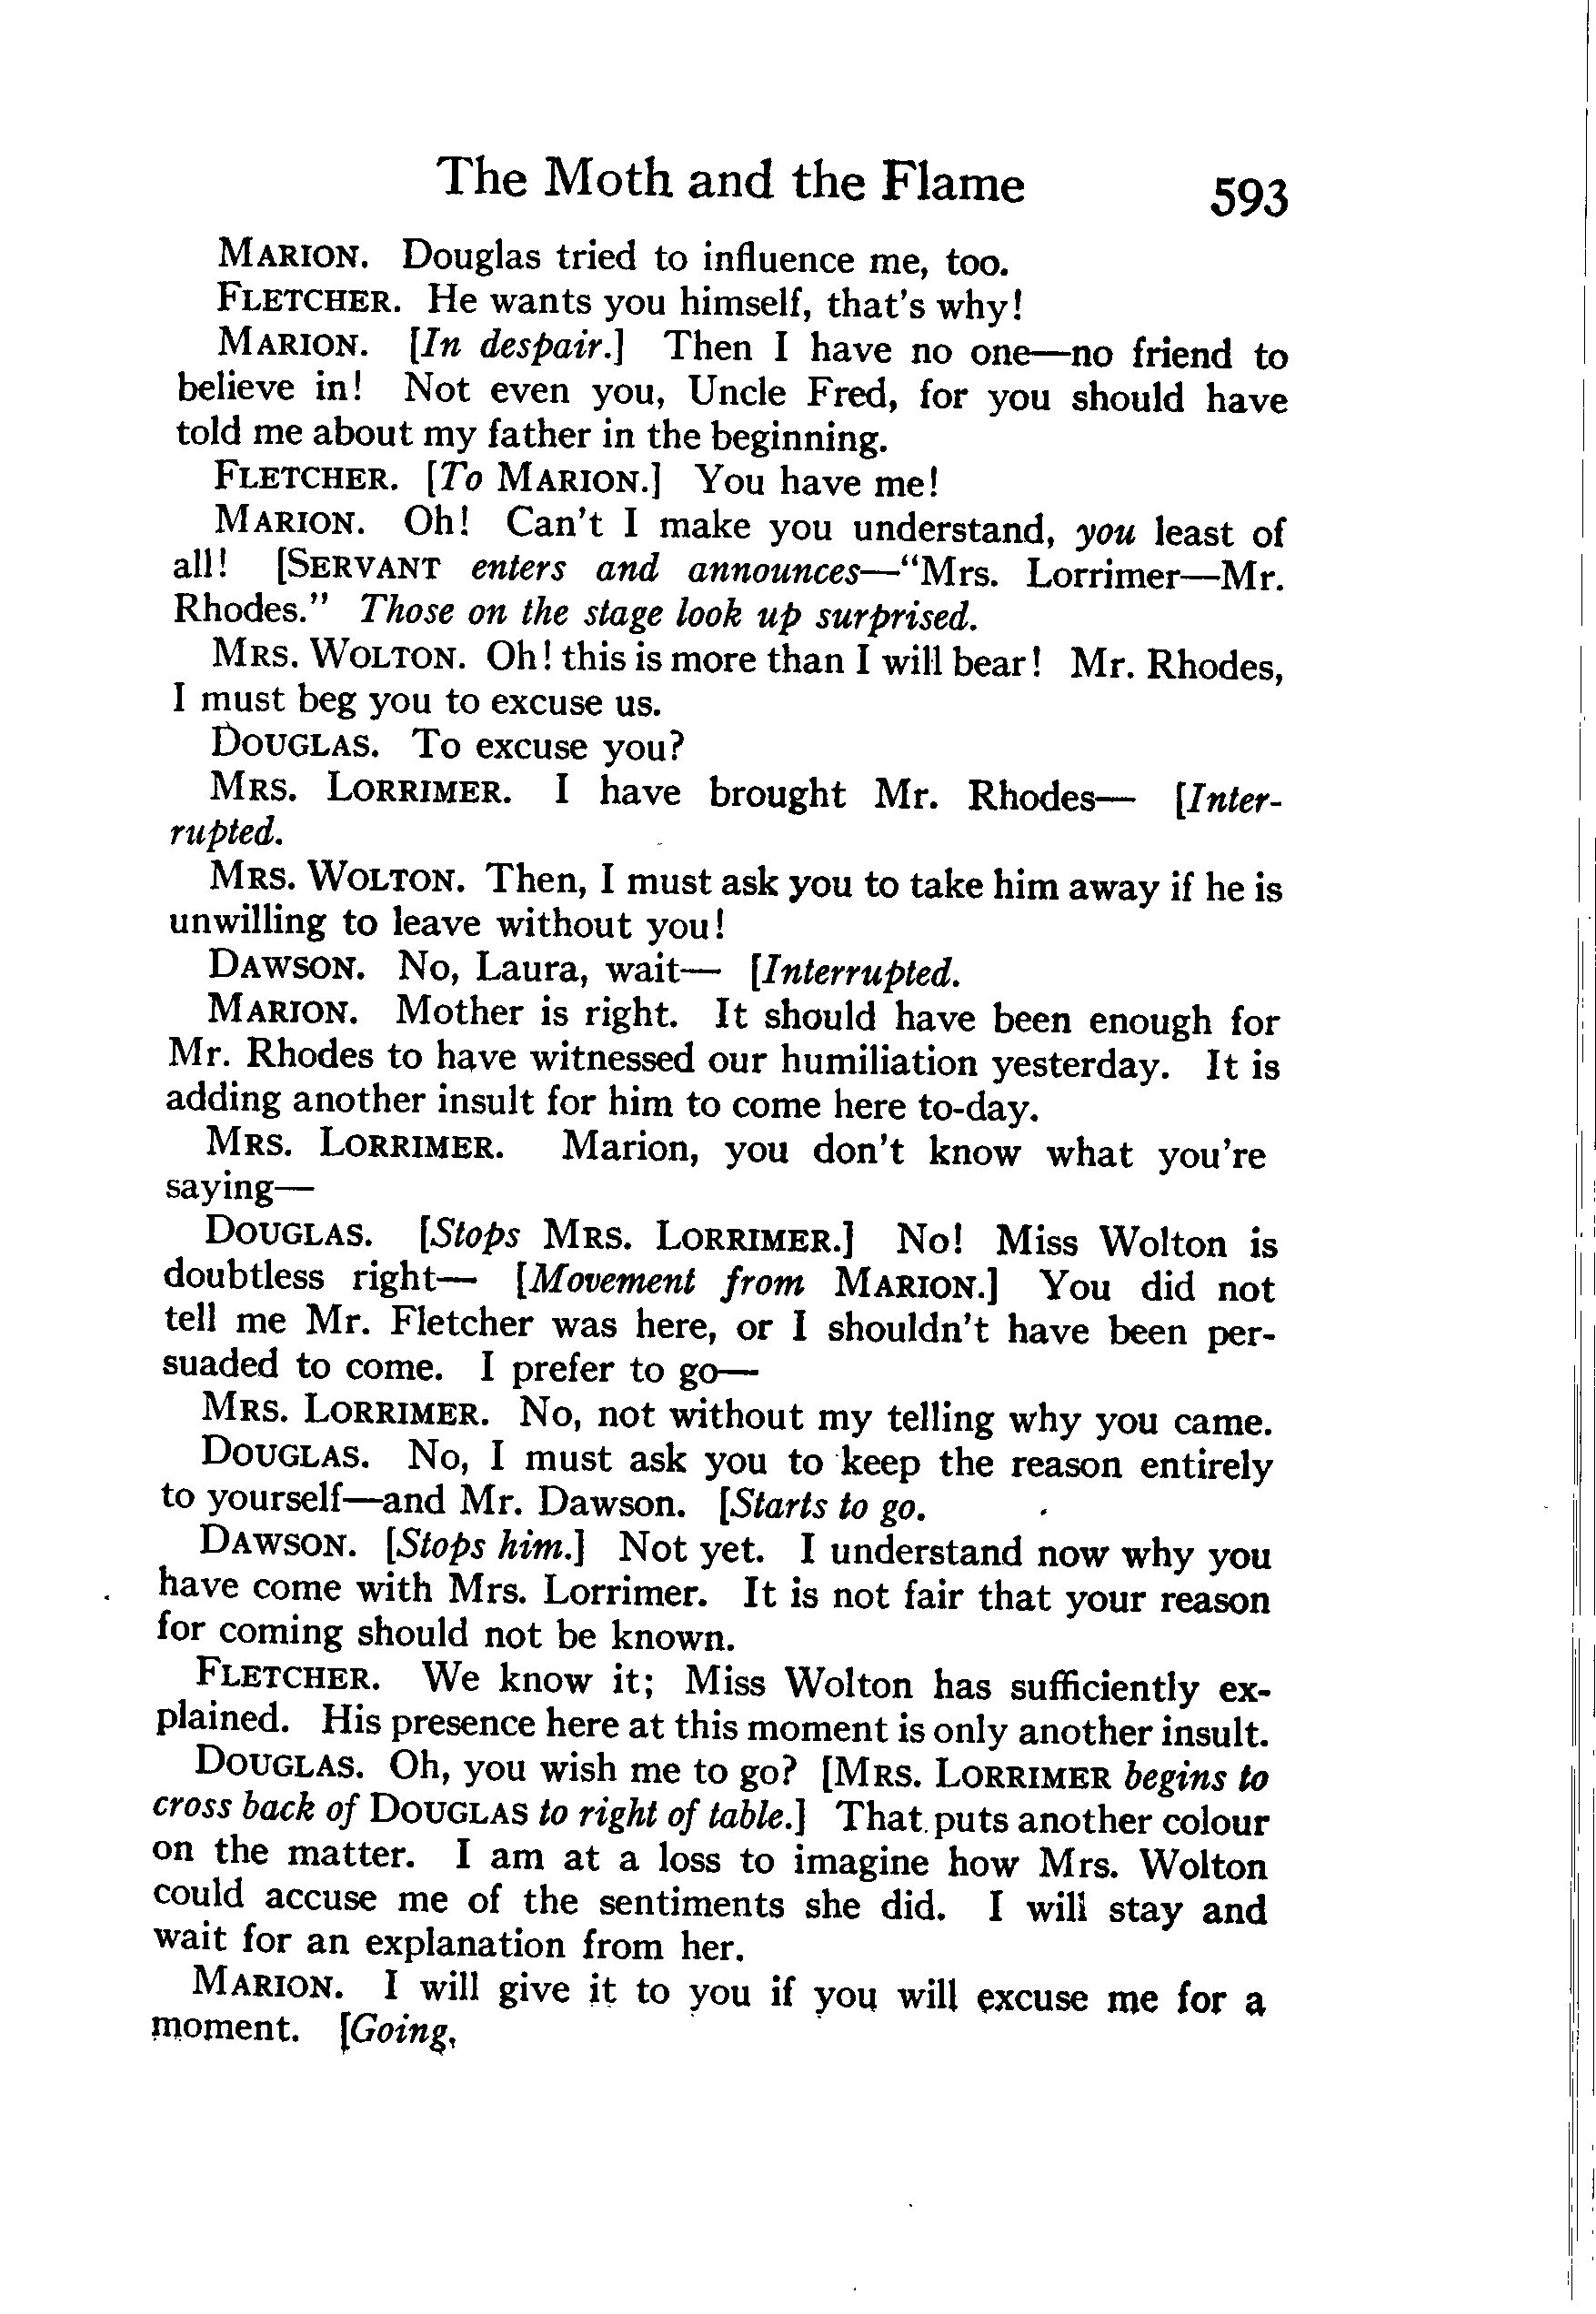 The Moth and the Flame 593
MARION. Douglas tried to influence me, too.
FLETCHER. He wants you himself, that's why!
MARION. [In despair.] Then I have no one—no friend to
believe in! Not even you, Uncle Fred, for you should have
told me about my father in the beginning.
FLETCHER. [To MARION.] You have me!
MARION. Oh! Can't I make you understand, you least of
all! [SERVANT enters and announces—"Mrs. Lorrimer—Mr.
Rhodes." Those on the stage look up surprised.
MRS. WOLTON. Oh! this is more than I will bear! Mr. Rhodes,
I must beg you to excuse us.
DOUGLAS. To excuse you?
MRS. LORRIMER. I have brought Mr. Rhodes— [Inter-
rupted.
MRS. WOLTON. Then, I must ask you to take him away if he is
unwilling to leave without you!
DAWSON. No, Laura, wait— [Interrupted.
MARION. Mother is right. It should have been enough for
Mr. Rhodes to have witnessed our humiliation yesterday. It is
adding another insult for him to come here to-day.
MRS. LORRIMER. Marion, you don't know what you're
saying—
DOUGLAS. [Stops MRS. LORRIMER.] No! Miss Wolton is
doubtless right— [Movement from MARION.] You did not
tell me Mr. Fletcher was here, or I shouldn't have been per-
suaded to come. I prefer to go—
MRS. LORRIMER. No, not without my telling why you came.
DOUGLAS. No, I must ask you to keep the reason entirely
to yourself—and Mr. Dawson. [Starts to go.
DAWSON. [Stops him.] Not yet. I understand now why you
have come with Mrs. Lorrimer. It is not fair that your reason
for coming should not be known.
FLETCHER. We know it; Miss Wolton has sufficiently ex-
plained. His presence here at this moment is only another insult.
DOUGLAS. Oh, you wish me to go? [MRS. LORRIMER begins to
cross back of DOUGLAS to right of table.] That puts another colour
on the matter. I am at a loss to imagine how Mrs. Wolton
could accuse me of the sentiments she did. I will stay and
wait for an explanation from her.
MARION. I will give it to you if you will excuse me for a
moment. [Going,